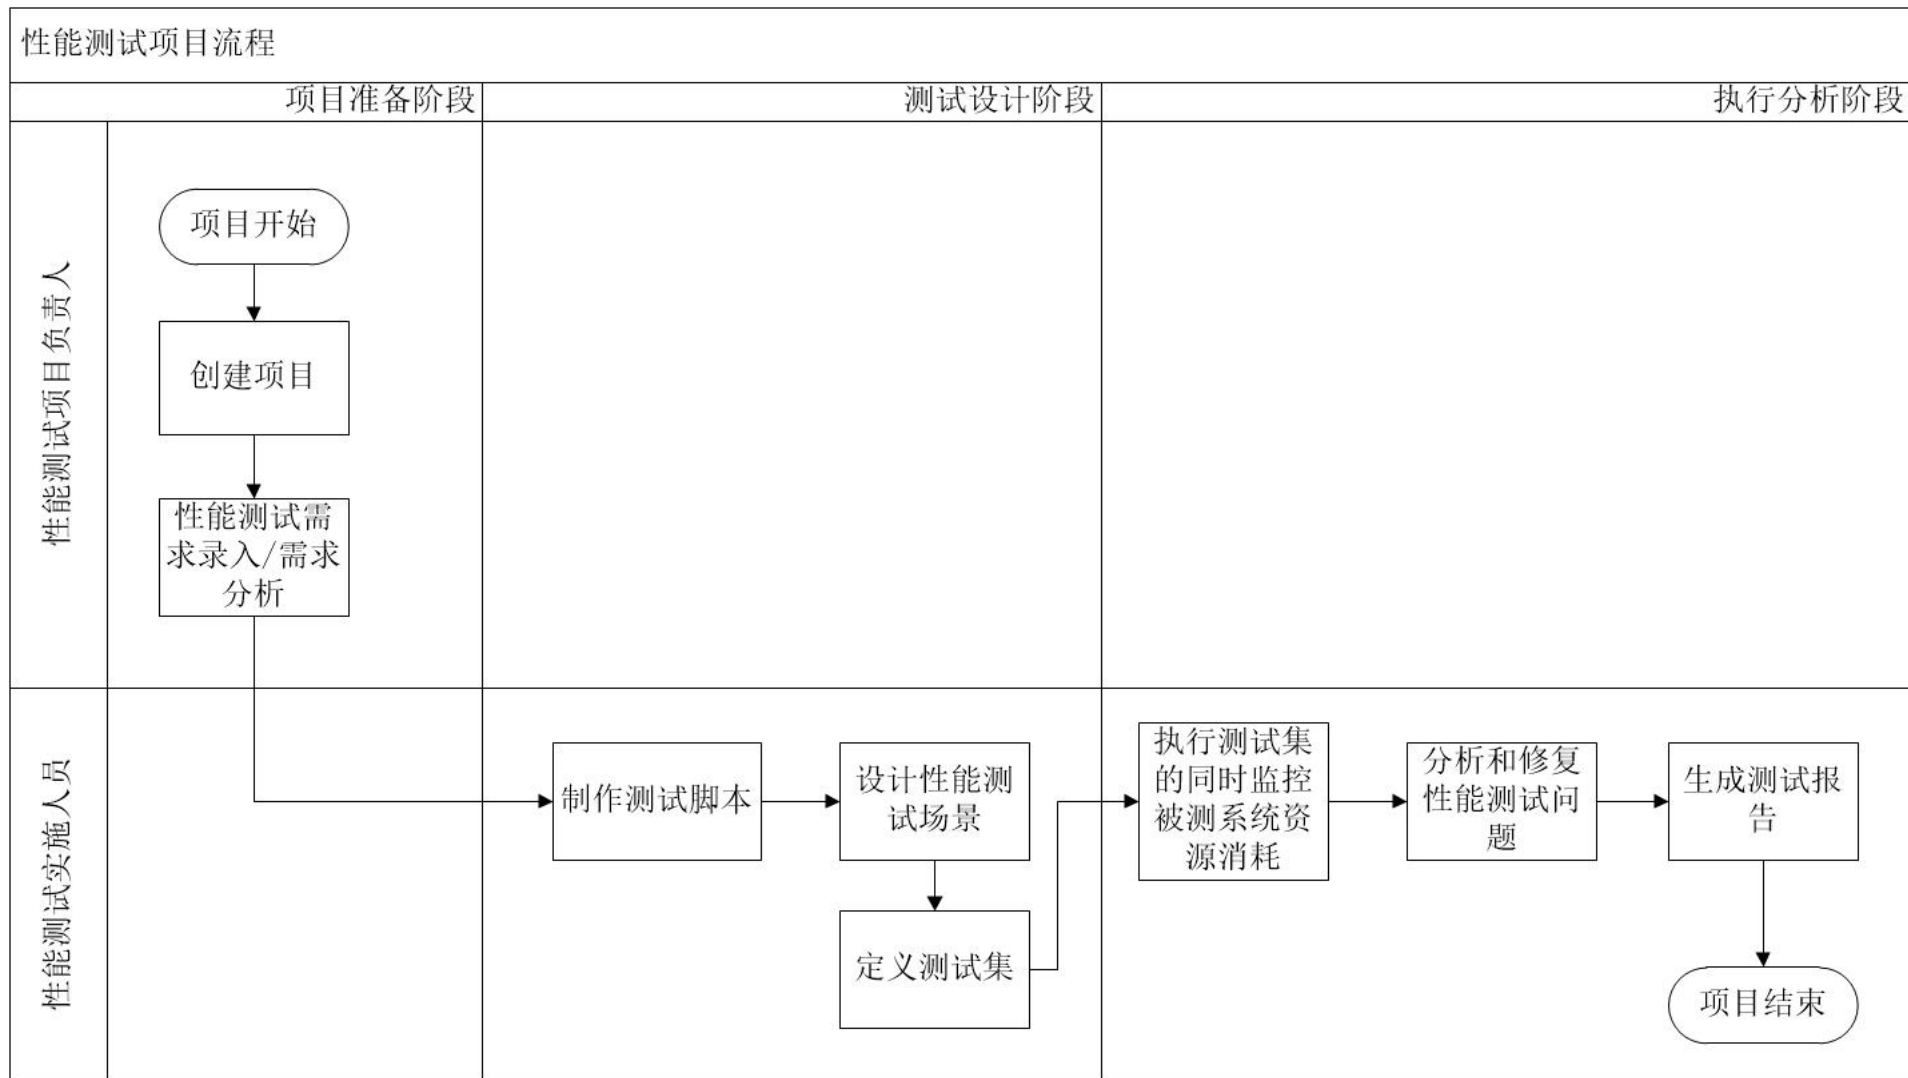 性能测试项目流程
项目准备阶段
测试设计阶段
执行分析阶段
性能测试项目负责人
项目开始
创建项目
性能测试需
求录入/需求
分析
性能测试实施人员
制作测试脚本
设计性能测
试场景
定义测试集
执行测试集
的同时监控
被测系统资
源消耗
分析和修复
性能测试问
题
生成测试报
告
项目结束